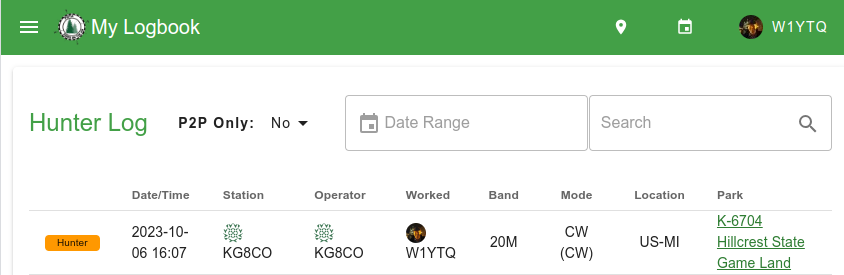 My Logbook
W1YTQ
Hunter Log
P2P Only: No
Date Range
Search
Date/Time Station Operator Worked Band Mode Location Park
Hunter
2023-10-
06 16:07
KG8CO
KG8CO
W1YTQ
20M
CW
(CW)
US-MI
K-6704
Hillcrest State
Game Land